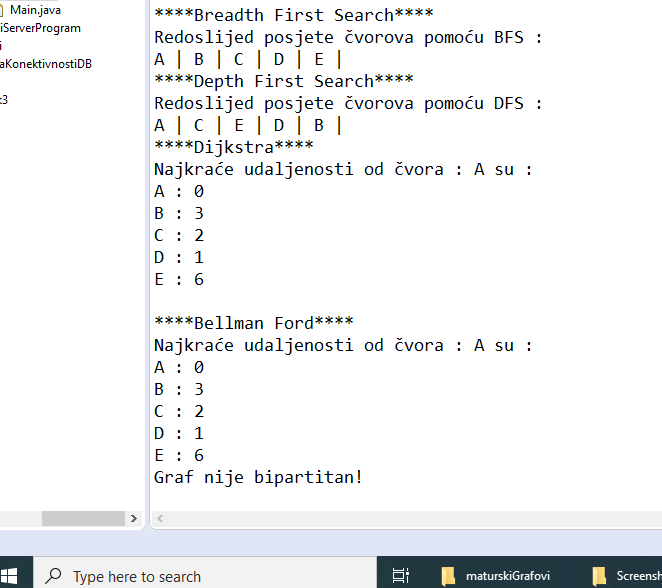 Main.java
iServerProgram
i
aKonektivnostiDB
t3
****Breadth First Search****
Redoslijed posjete čvorova pomoću BFS :
A | B | C | D | E |
****Depth First Search****
Redoslijed posjete čvorova pomoću DFS :
A | C | E | D | B |
****Dijkstra****
Najkraće udaljenosti od čvora : A su :
A : 0
B : 3
C : 2
D : 1
E : 6
****Bellman Ford****
Najkraće udaljenosti od čvora : A su :
A : 0
B : 3
C : 2
D : 1
E : 6
Graf nije bipartitan!
Type here to search
maturskiGrafovi
Screensh